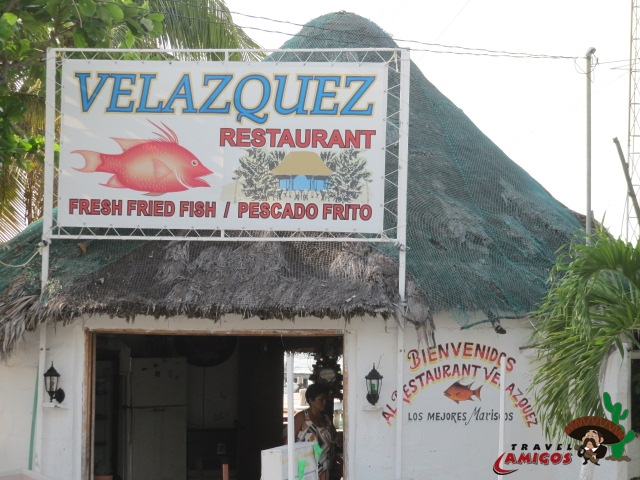 VELAZQUEZ
RESTAURANT
FRESH FRIED FISH / PESCADO FRITO
BIENVENIDOS
AL RESTAURANT VELAZQUEZ
LOS MEJORES Mariscos
TRAVEL
AMIGOS